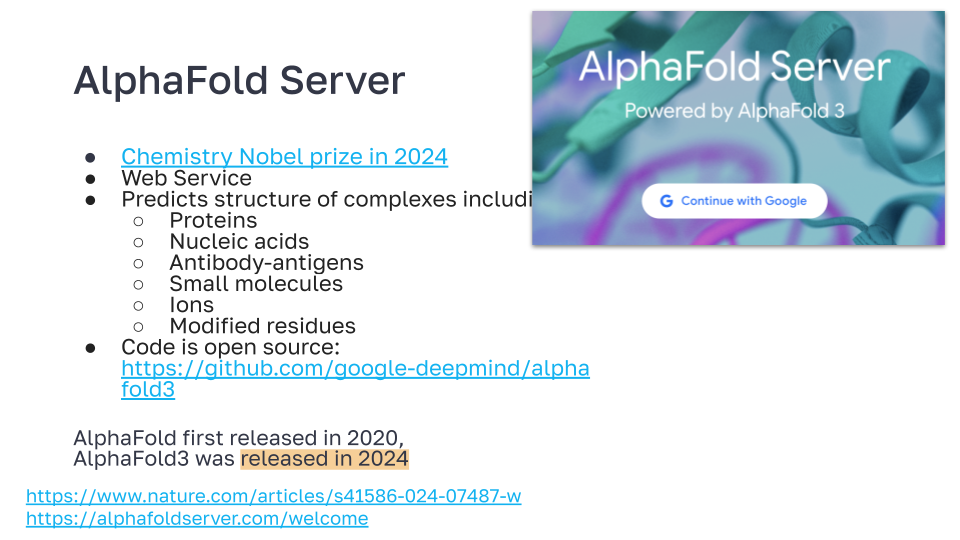 AlphaFold Server
Chemistry Nobel prize in 2024
Web Service
Predicts structure of complexes includi
Proteins
Nucleic acids
Antibody-antigens
Small molecules
Ions
Modified residues
Code is open source:
https://github.com/google-deepmind/alpha
fold3
AlphaFold first released in 2020,
AlphaFold3 was released in 2024
https://www.nature.com/articles/s41586-024-07487-w
https://alphafoldserver.com/welcome
AlphaFold Server
Powered by AlphaFold 3
G Continue with Google